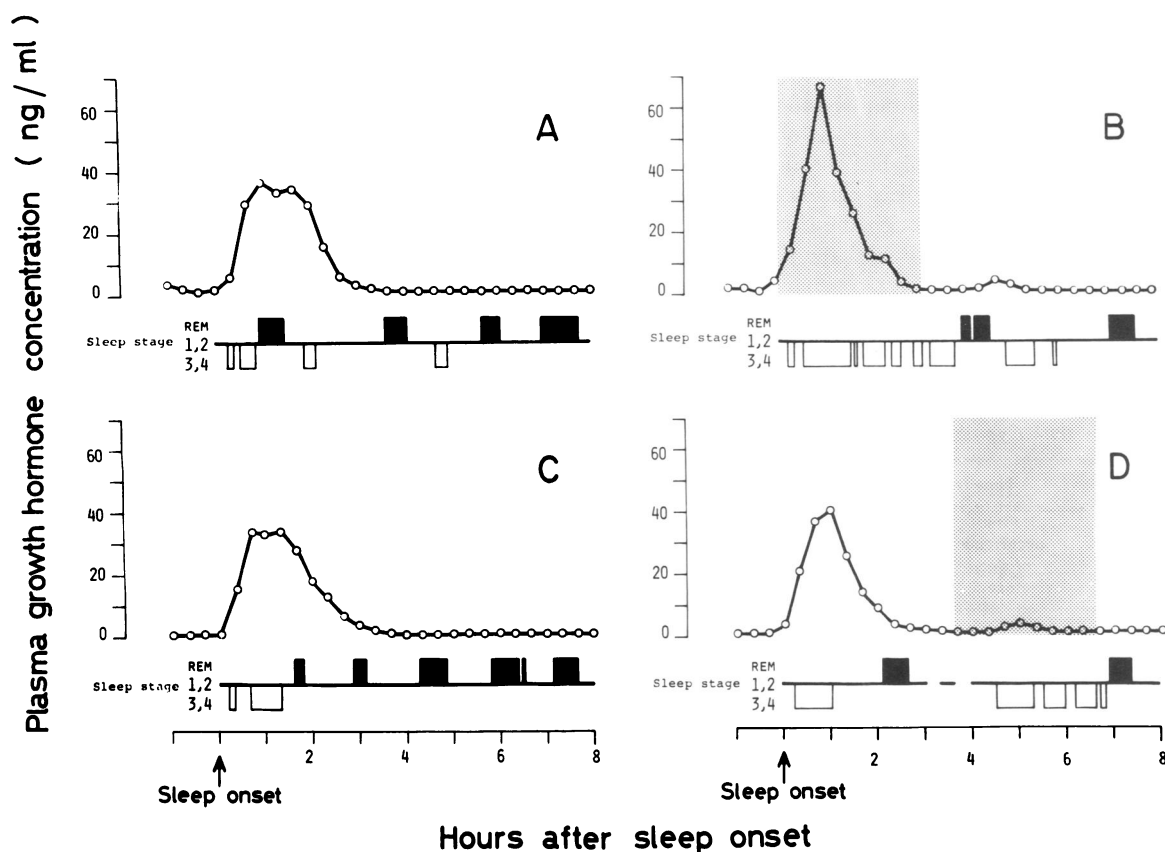 Plasma growth hormone concentration ( ng / ml )
A
60
40
20
0
REM
Sleep stage 1,2
3,4
B
60
40
20
0
REM
Sleep stage 1,2
3,4
C
60
40
20
0
REM
Sleep stage 1,2
3,4
2 4 6 8
Sleep onset
D
60
40
20
0
REM
Sleep stage 1,2
3,4
2 4 6 8
Sleep onset
Hours after sleep onset